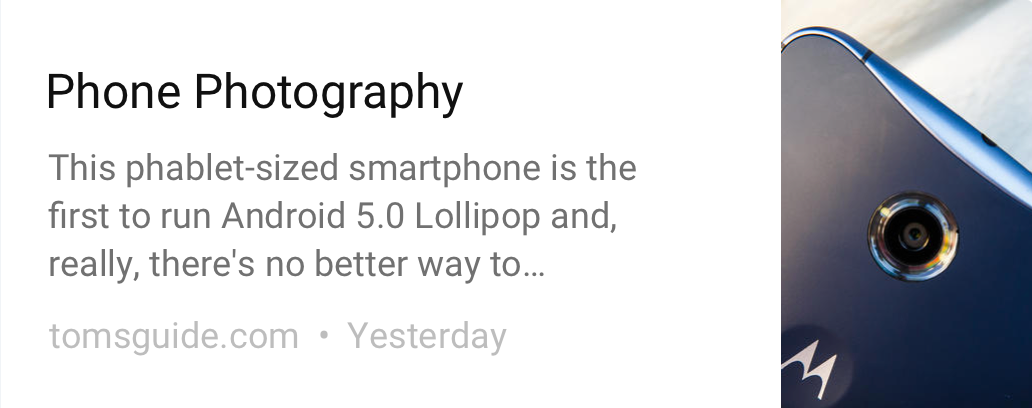 Phone Photography
This phablet-sized smartphone is the
first to run Android 5.0 Lollipop and,
really, there's no better way to...
tomsguide.com • Yesterday